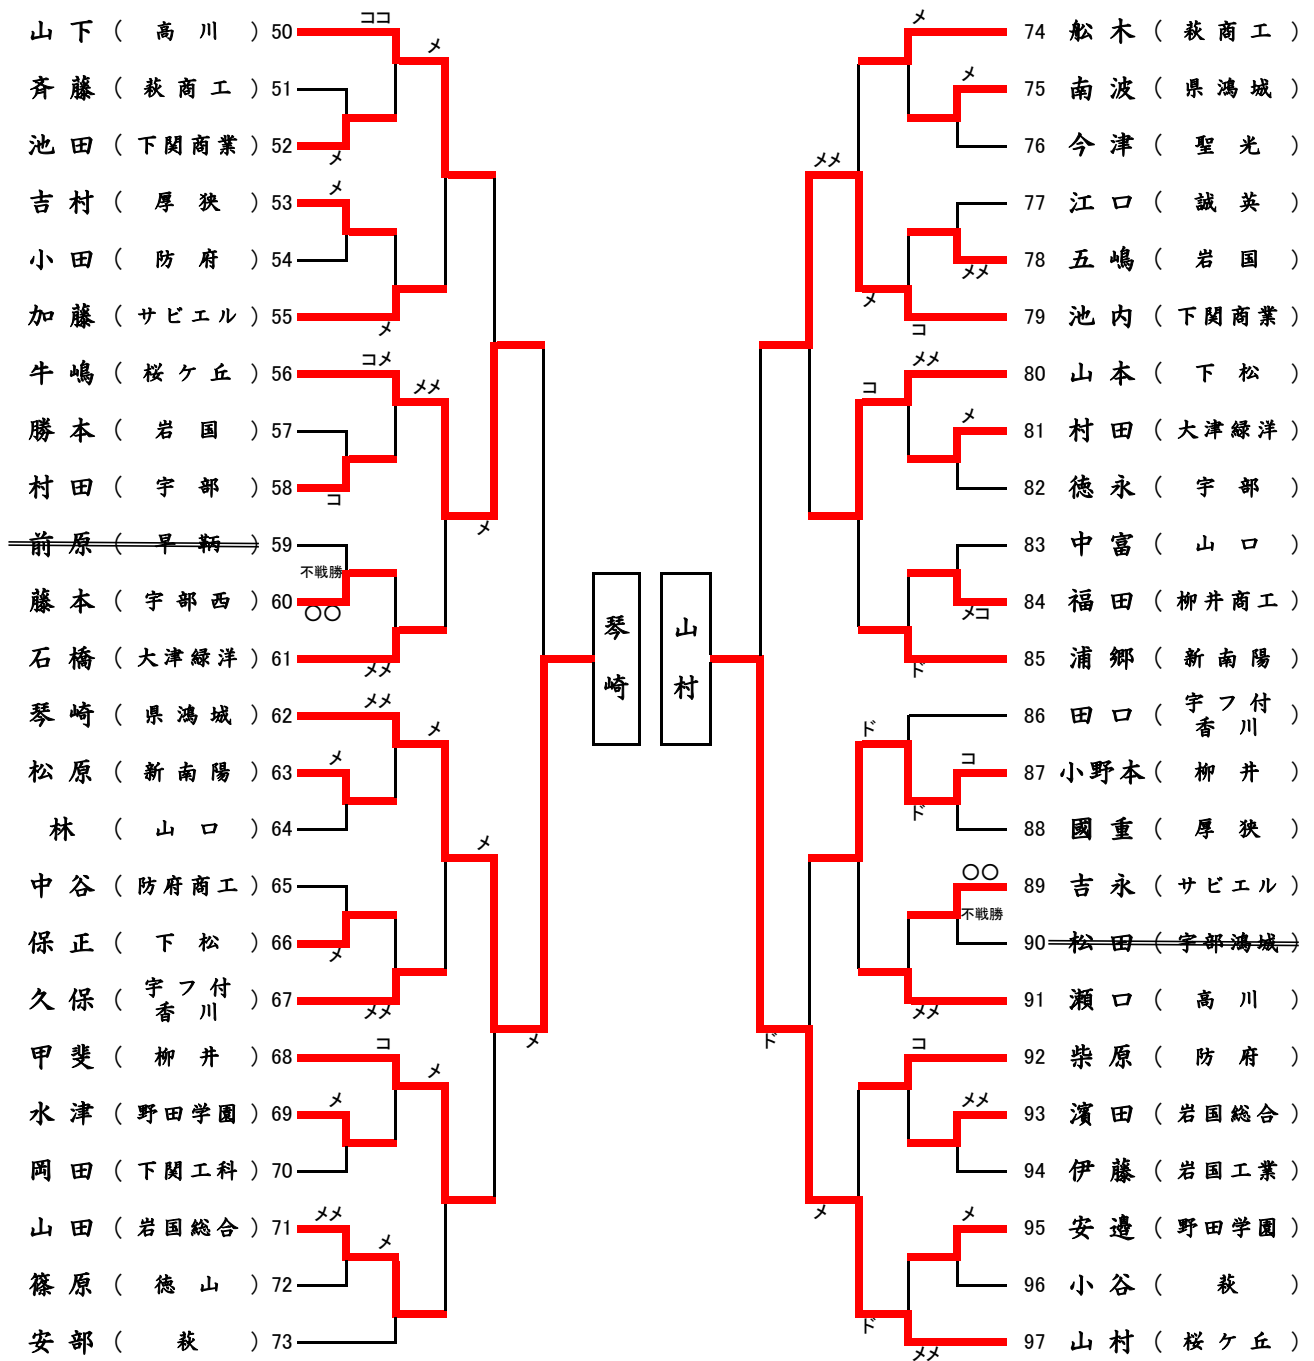 山下（高川）50
ココ
メ
斉藤（萩商工）51
池田（下関商業）52
メ
メ
吉村（厚狭）53
小田（防府）54
加藤（サビエル）55
メ
コメ
牛嶋（桜ケ丘）56
メメ
勝本（岩国）57
村田（宇部）58
コ
メ
前原（早鞆）59
不戦勝
藤本（宇部西）60
〇〇
石橋（大津緑洋）61
メメ
メメ
琴崎（県鴻城）62
メ
メ
松原（新南陽）63
林（山口）64
メ
中谷（防府商工）65
保正（下松）66
メ
久保（宇フ付香川）67
メメ
メ
コ
甲斐（柳井）68
メ
メ
水津（野田学園）69
岡田（下関工科）70
メメ
山田（岩国総合）71
メ
篠原（徳山）72
安部（萩）73
琴崎
山村
メ
74 舩木（萩商工）
メ
75 南波（県鴻城）
76 今津（聖光）
メメ
77 江口（誠英）
78 五嶋（岩国）
メメ
メ
79 池内（下関商業）
コ
メメ
80 山本（下松）
コ
メ
81 村田（大津緑洋）
82 徳永（宇部）
83 中富（山口）
84 福田（柳井商工）
メコ
85 浦郷（新南陽）
ド
86 田口（宇フ付香川）
ド
コ
87 小野本（柳井）
ド
88 國重（厚狭）
〇〇
89 吉永（サビエル）
不戦勝
90 松田（宇部鴻城）
91 瀬口（高川）
メメ
ド
コ
92 柴原（防府）
メメ
93 濱田（岩国総合）
94 伊藤（岩国工業）
メ
メ
95 安邉（野田学園）
96 小谷（萩）
ド
97 山村（桜ケ丘）
メメ